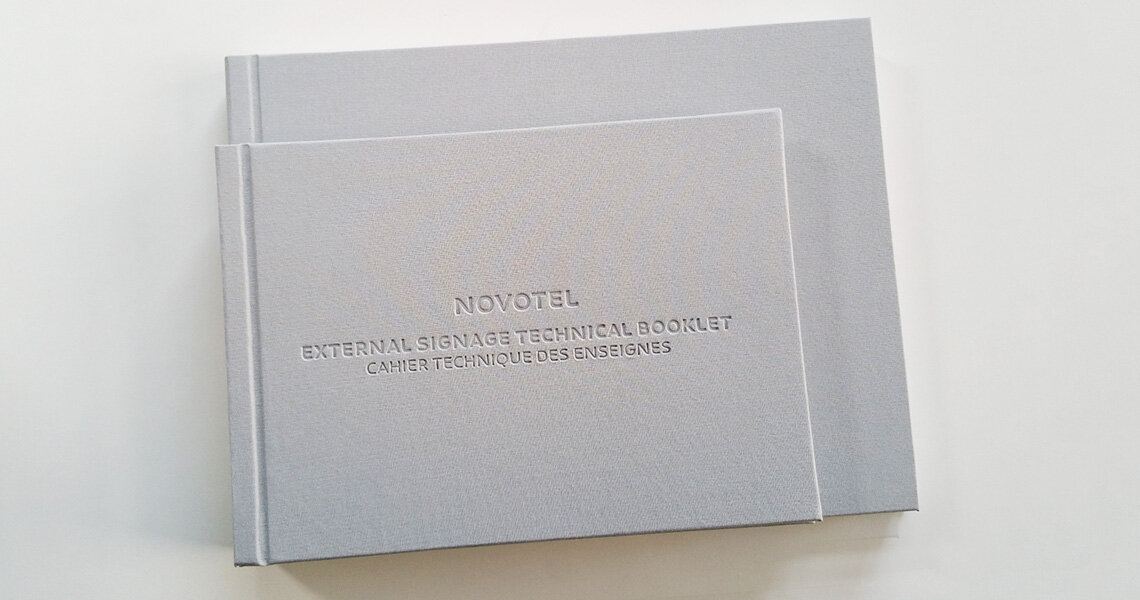 NOVOTEL
EXTERNAL SIGNAGE TECHNICAL BOOKLET
CAHIER TECHNIQUE DES ENSEIGNES